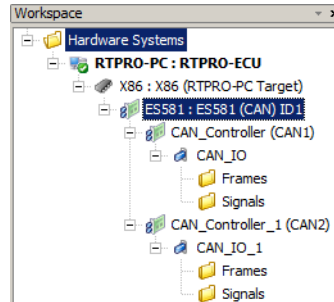 Workspace
Hardware Systems
RTPRO-PC : RTPRO-ECU
X86 : X86 (RTPRO-PC Target)
ES581 : ES581 (CAN) ID1
CAN_Controller (CAN1)
CAN_IO
Frames
Signals
CAN_Controller_1 (CAN2)
CAN_IO_1
Frames
Signals